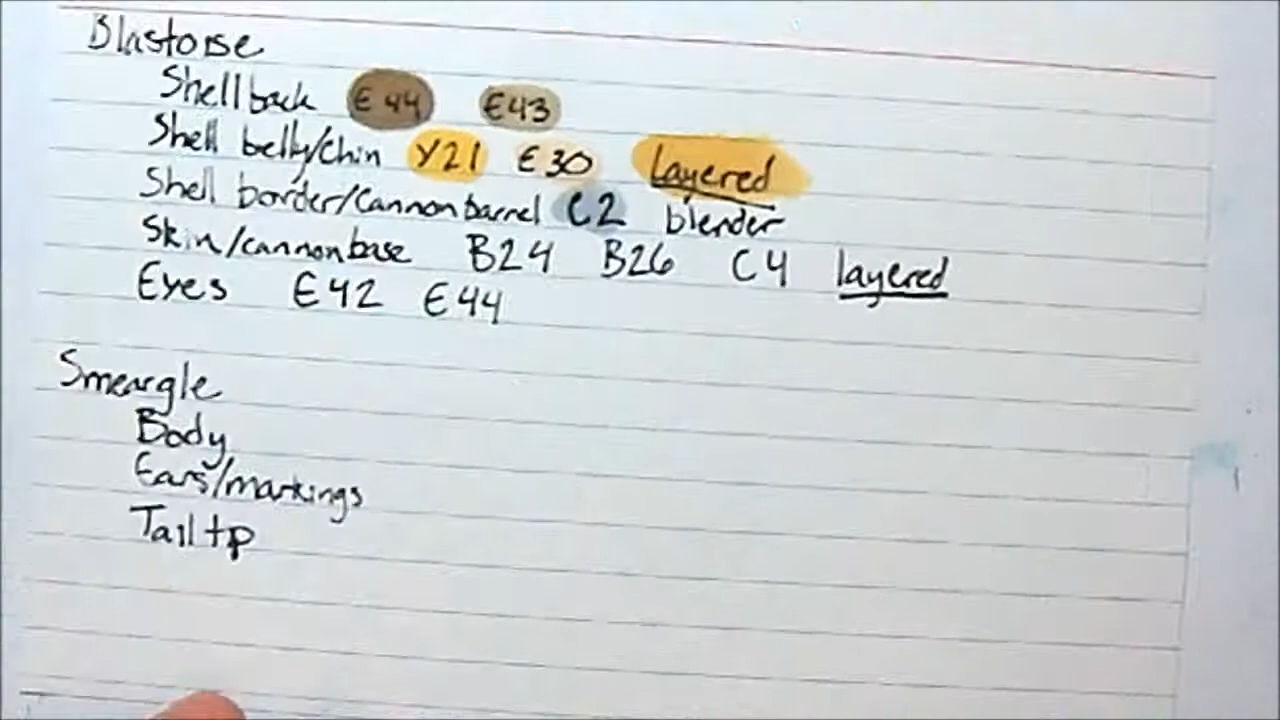 Blastoise
Shell back E44 E43
Shell belly/chin Y21 E30 Layered
Shell border/cannon barrel C2 blender
Skin/cannon base B24 B26 C4 layered
Eyes E42 E44
Smeargle
Body
Ears/markings
Tail tip